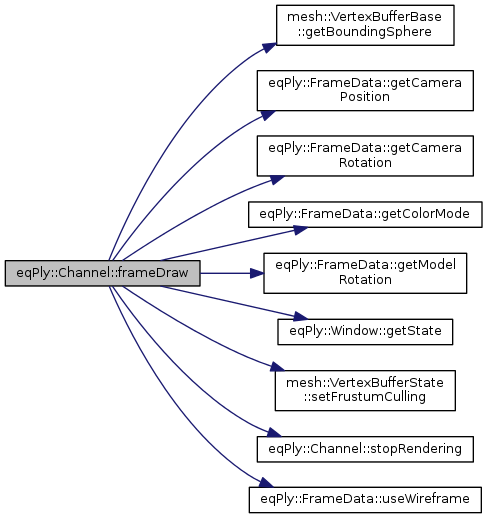 mesh::VertexBufferBase
::getBoundingSphere
eqPly::FrameData::getCamera
Position
eqPly::FrameData::getCamera
Rotation
eqPly::FrameData::getColorMode
eqPly::Channel::frameDraw
eqPly::FrameData::getModel
Rotation
eqPly::Window::getState
mesh::VertexBufferState
::setFrustumCulling
eqPly::Channel::stopRendering
eqPly::FrameData::useWireframe